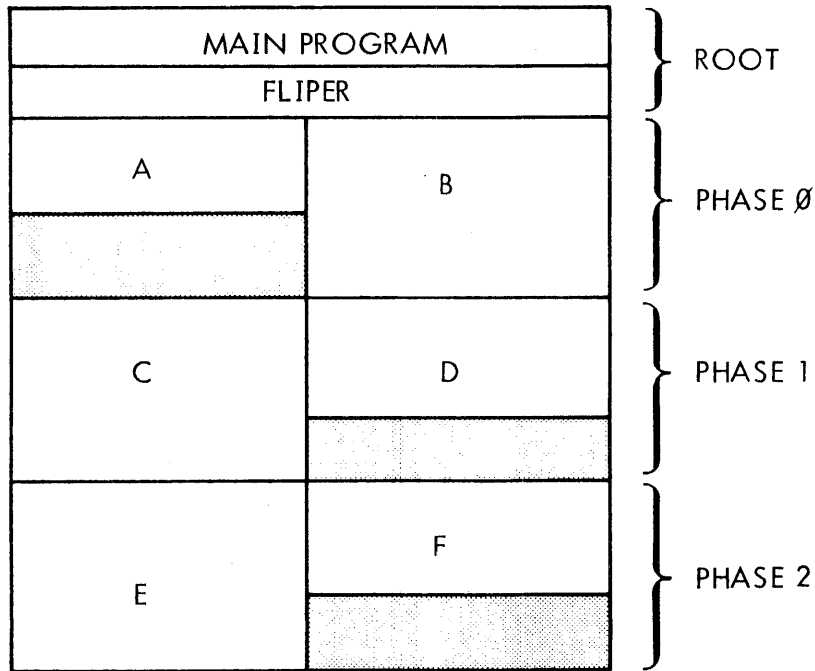 MAIN PROGRAM
ROOT
FLIPER
A
B
PHASE Ø
C
D
PHASE 1
E
F
PHASE 2